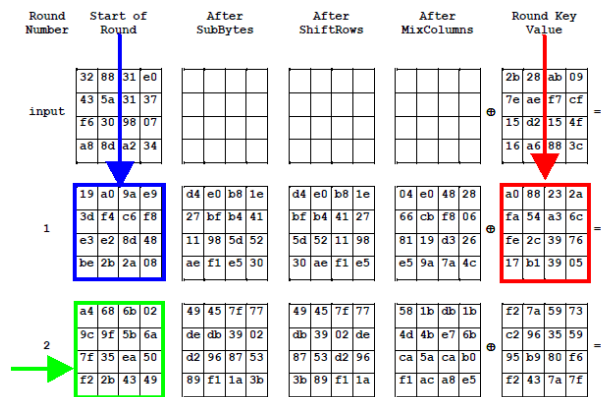 Round Start of After After After Round Key
Number Round SubBytes ShiftRows MixColumns Value
32 88 31 e0 2b 28 ab 09
43 5a 31 37 7e ae f7 cf
input ⊕ =
f6 30 98 07 15 d2 15 4f
a8 8d a2 34 16 a6 88 3c
19 a0 9a e9 d4 e0 b8 1e d4 e0 b8 1e 04 e0 48 28 a0 88 23 2a
3d f4 c6 f8 27 bf b4 41 bf b4 41 27 66 cb f8 06 fa 54 a3 6c
1 ⊕ =
e3 e2 8d 48 11 98 5d 52 5d 52 11 98 81 19 d3 26 fe 2c 39 76
be 2b 2a 08 ae f1 e5 30 30 ae f1 e5 e5 9a 7a 4c 17 b1 39 05
a4 68 6b 02 49 45 7f 77 49 45 7f 77 58 1b db 1b f2 7a 59 73
9c 9f 5b 6a de db 39 02 db 39 02 de 4d 4b e7 6b c2 96 35 59
2 ⊕ =
7f 35 ea 50 d2 96 87 53 87 53 d2 96 ca 5a ca b0 95 b9 80 f6
f2 2b 43 49 89 f1 1a 3b 3b 89 f1 1a f1 ac a8 e5 f2 43 7a 7f